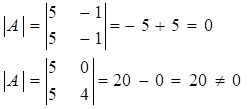 |A| = |5 −1; 5 −1| = − 5 + 5 = 0
|A| = |5 0; 5 4| = 20 − 0 = 20 ≠ 0